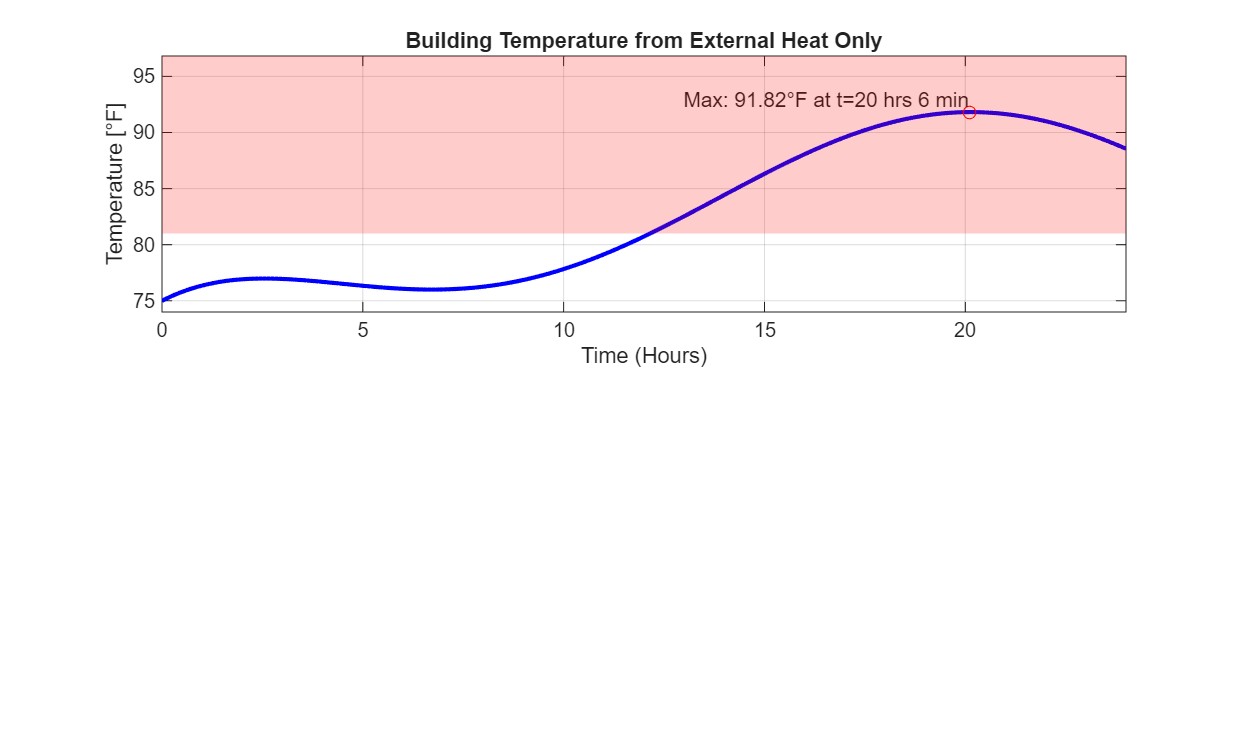 Building Temperature from External Heat Only
Temperature [°F]
95
90
85
80
75
Max: 91.82°F at t=20 hrs 6 min
0 5 10 15 20
Time (Hours)